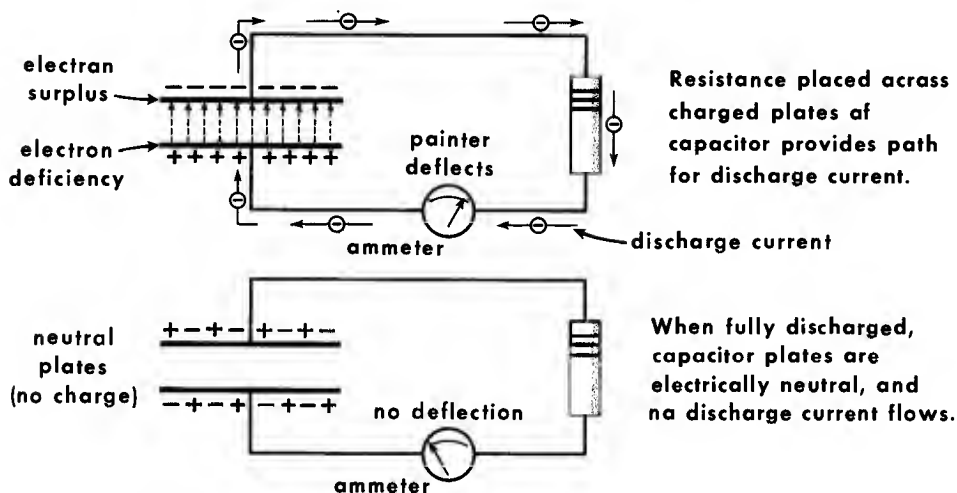 electran
surplus
electron
deficiency
painter
deflects
ammeter
Resistance placed acrass
charged plates af
capacitor provides path
for discharge current.
discharge current
neutral
plates
(no charge)
no deflection
ammeter
When fully discharged,
capacitor plates are
electrically neutral, and
na discharge current flows.